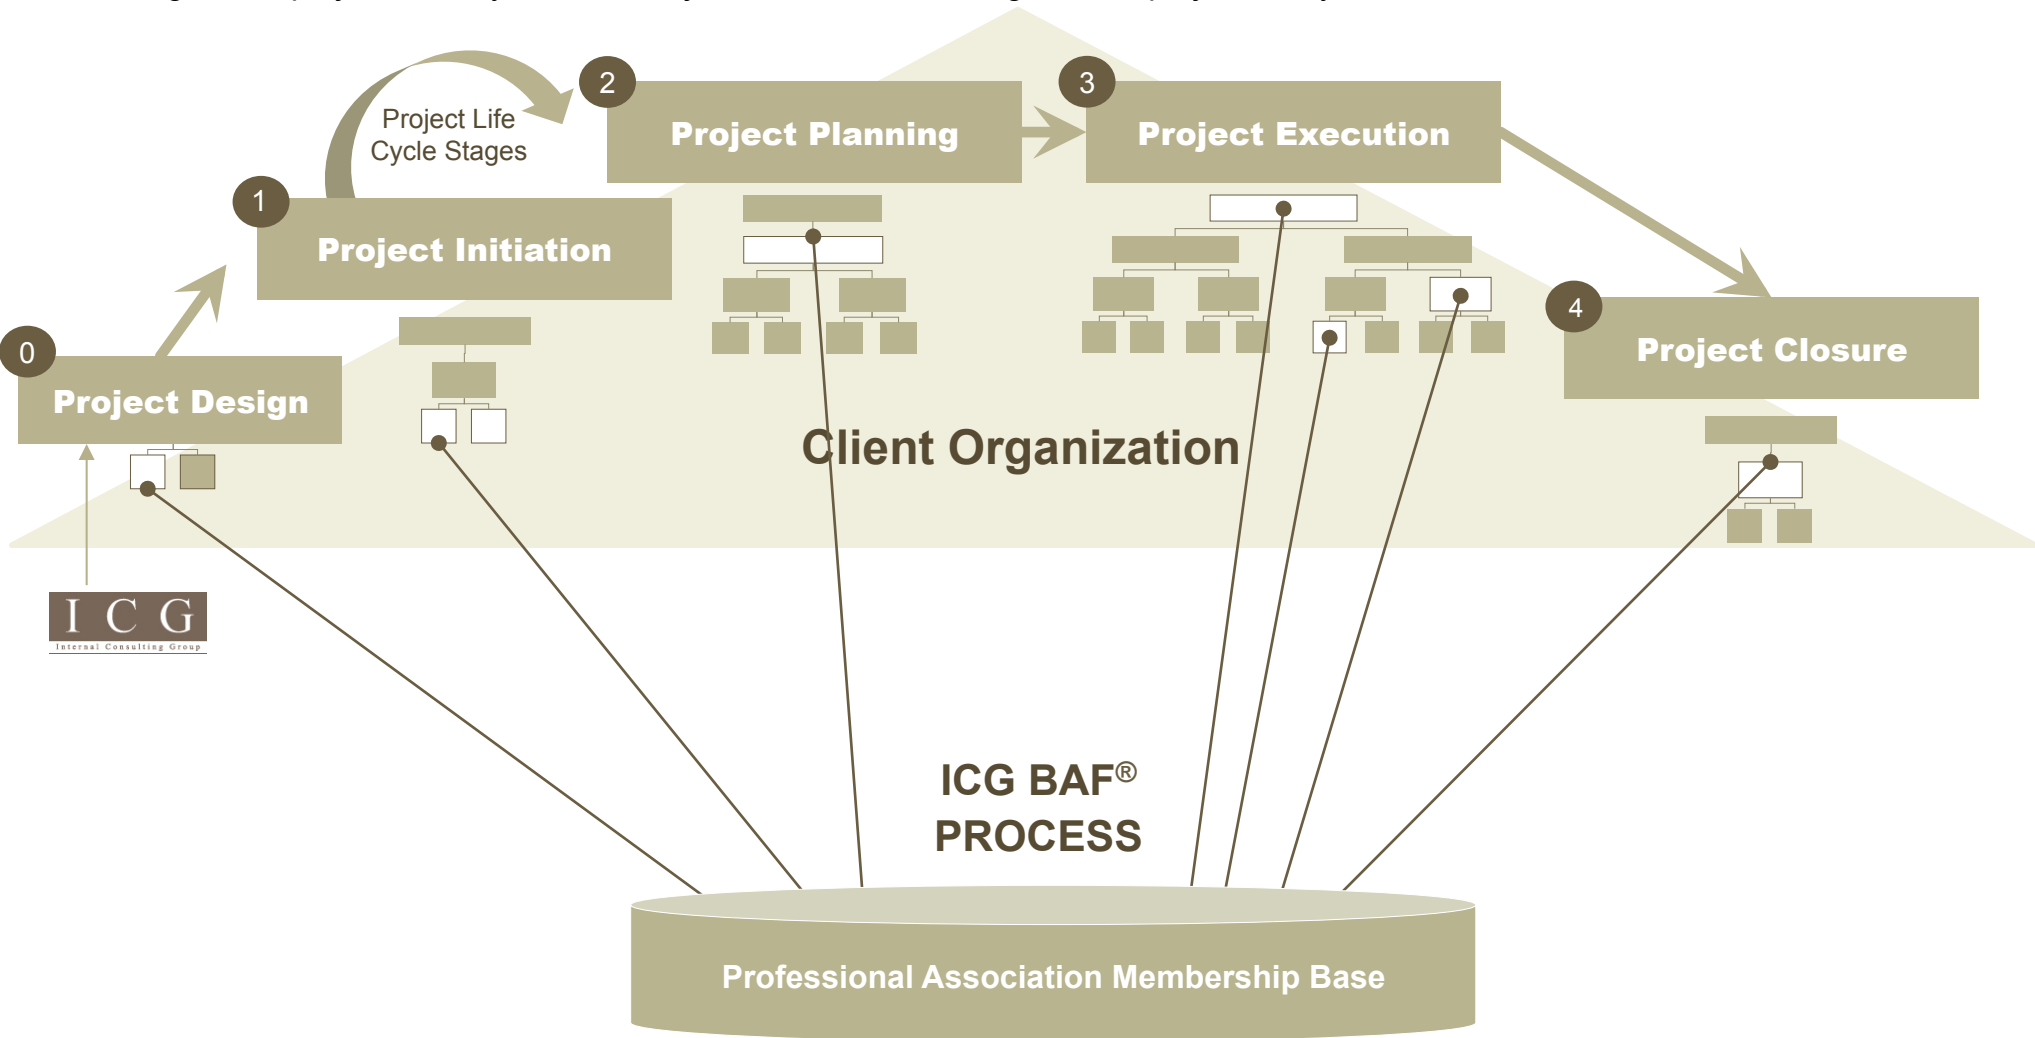 2
3
Project Life
Cycle Stages
Project Planning
Project Execution
1
Project Initiation
4
0
Project Closure
Project Design
Client Organization
I C G
Internal Consulting Group
ICG BAF®
PROCESS
Professional Association Membership Base